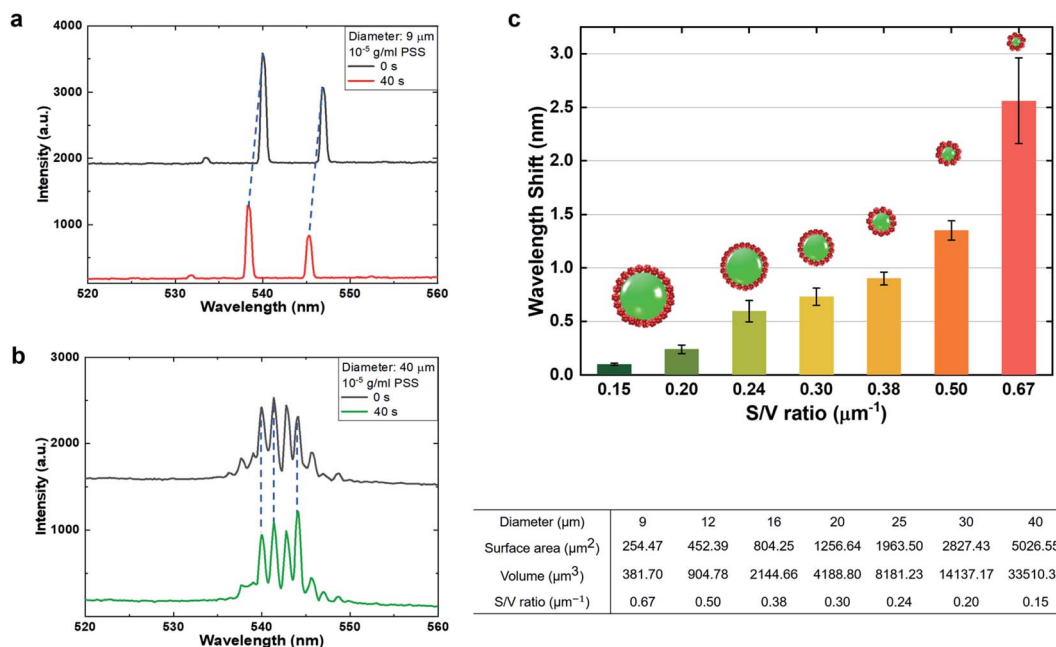 a
4000
3000
2000
1000
Intensity (a.u.)
Diameter: 9 μm
10⁻⁵ g/ml PSS
0 s
40 s
520 530 540 550 560
Wavelength (nm)
b
3000
2000
1000
Intensity (a.u.)
Diameter: 40 μm
10⁻⁵ g/ml PSS
0 s
40 s
520 530 540 550 560
Wavelength (nm)
c
3.0
2.5
2.0
1.5
1.0
0.5
0.0
Wavelength Shift (nm)
0.15 0.20 0.24 0.30 0.38 0.50 0.67
S/V ratio (μm⁻¹)
Diameter (μm) 9 12 16 20 25 30 40
Surface area (μm²) 254.47 452.39 804.25 1256.64 1963.50 2827.43 5026.55
Volume (μm³) 381.70 904.78 2144.66 4188.80 8181.23 14137.17 33510.3
S/V ratio (μm⁻¹) 0.67 0.50 0.38 0.30 0.24 0.20 0.15